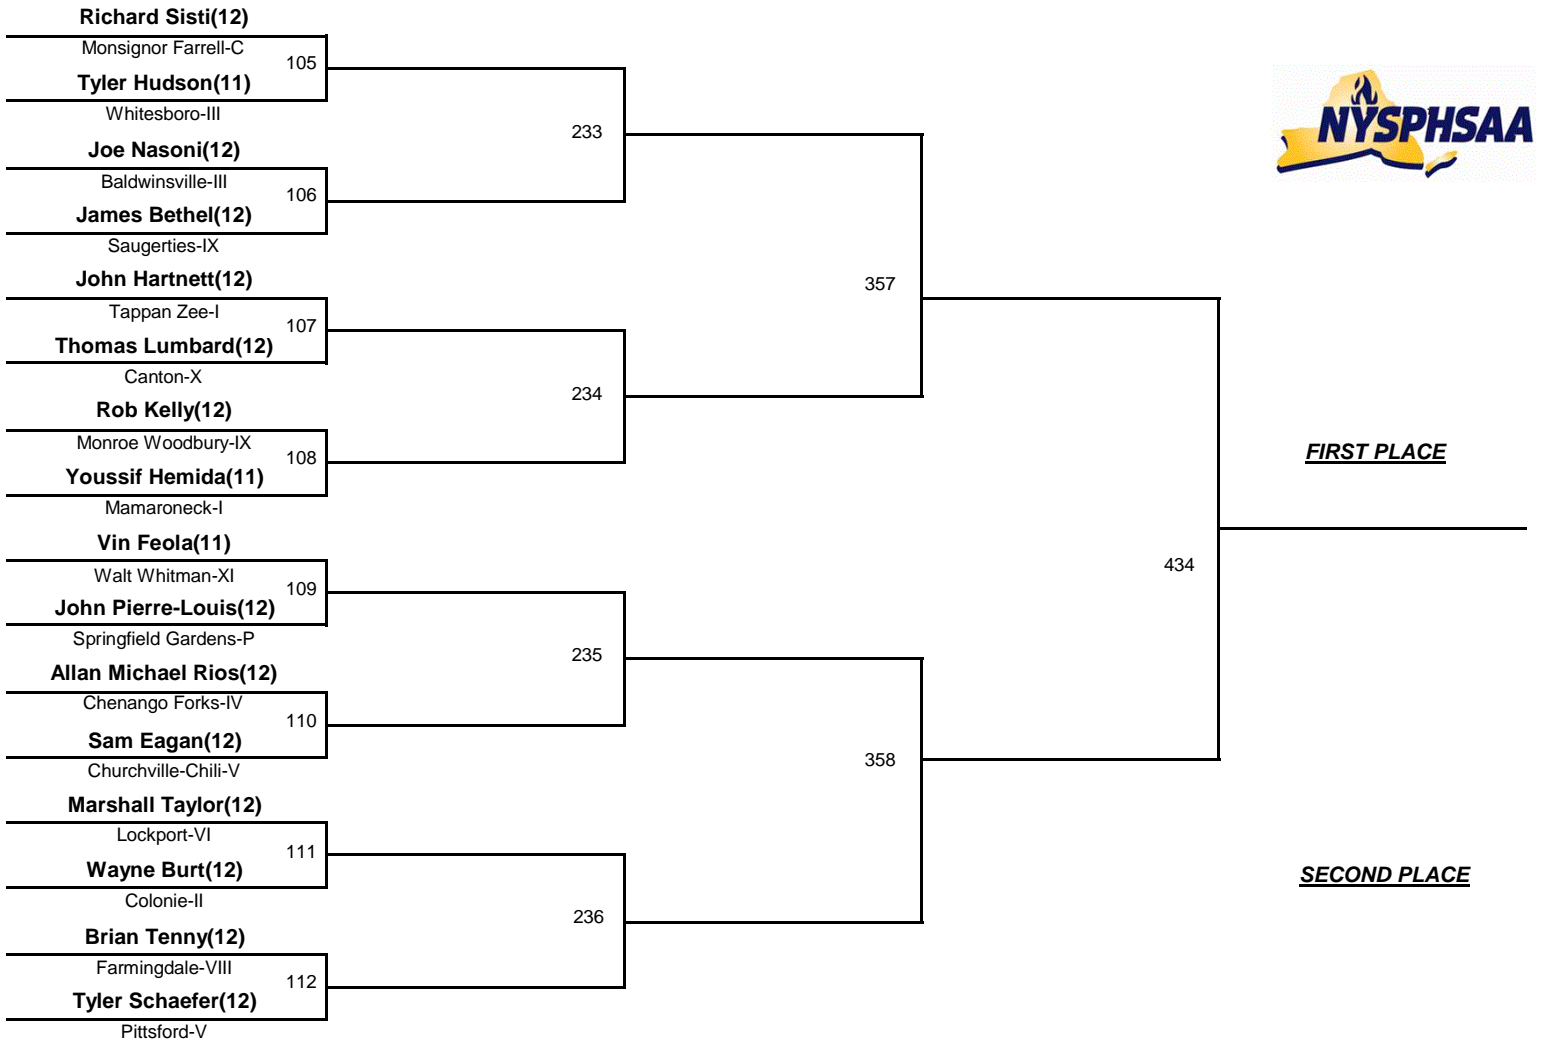 Richard Sisti(12)
Monsignor Farrell-C
105
Tyler Hudson(11)
Whitesboro-III
233
Joe Nasoni(12)
Baldwinsville-III
106
James Bethel(12)
Saugerties-IX
NYSPHSAA
John Hartnett(12)
357
Tappan Zee-I
107
Thomas Lumbard(12)
Canton-X
234
Rob Kelly(12)
Monroe Woodbury-IX
108
Youssif Hemida(11)
Mamaroneck-I
FIRST PLACE
Vin Feola(11)
Walt Whitman-XI
109
John Pierre-Louis(12)
Springfield Gardens-P
434
235
Allan Michael Rios(12)
Chenango Forks-IV
110
Sam Eagan(12)
Churchville-Chili-V
358
Marshall Taylor(12)
Lockport-VI
111
Wayne Burt(12)
Colonie-II
SECOND PLACE
236
Brian Tenny(12)
Farmingdale-VIII
112
Tyler Schaefer(12)
Pittsford-V